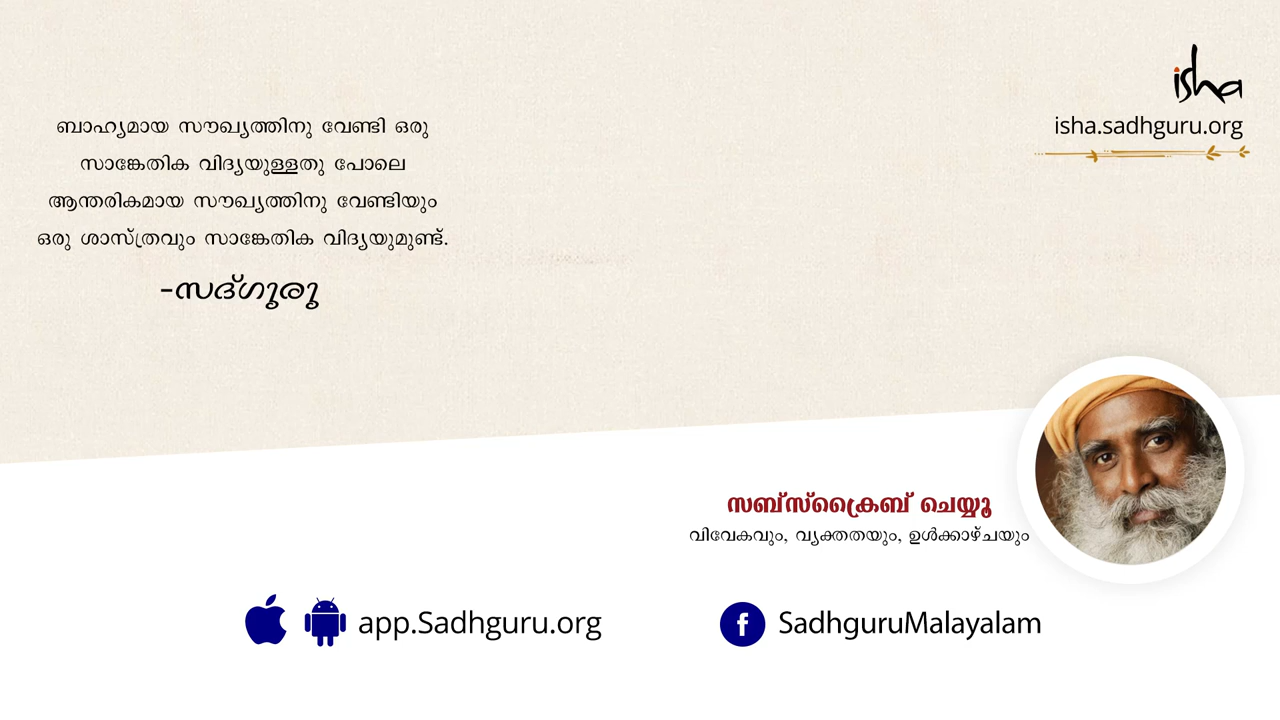 ബാഹ്യമായ സൗഖ്യത്തിനു വേണ്ടി ഒരു
സാങ്കേതിക വിദ്യയുള്ളതു പോലെ
ആന്തരികമായ സൗഖ്യത്തിനു വേണ്ടിയും
ഒരു ശാസ്ത്രവും സാങ്കേതിക വിദ്യയുമുണ്ട്.
-സദ്ഗുരു
isha
isha.sadhguru.org
സബ്സ്ക്രൈബ് ചെയ്യൂ
വിവേകവും, വ്യക്തതയും, ഉൾക്കാഴ്ചയും
app.Sadhguru.org
SadhguruMalayalam